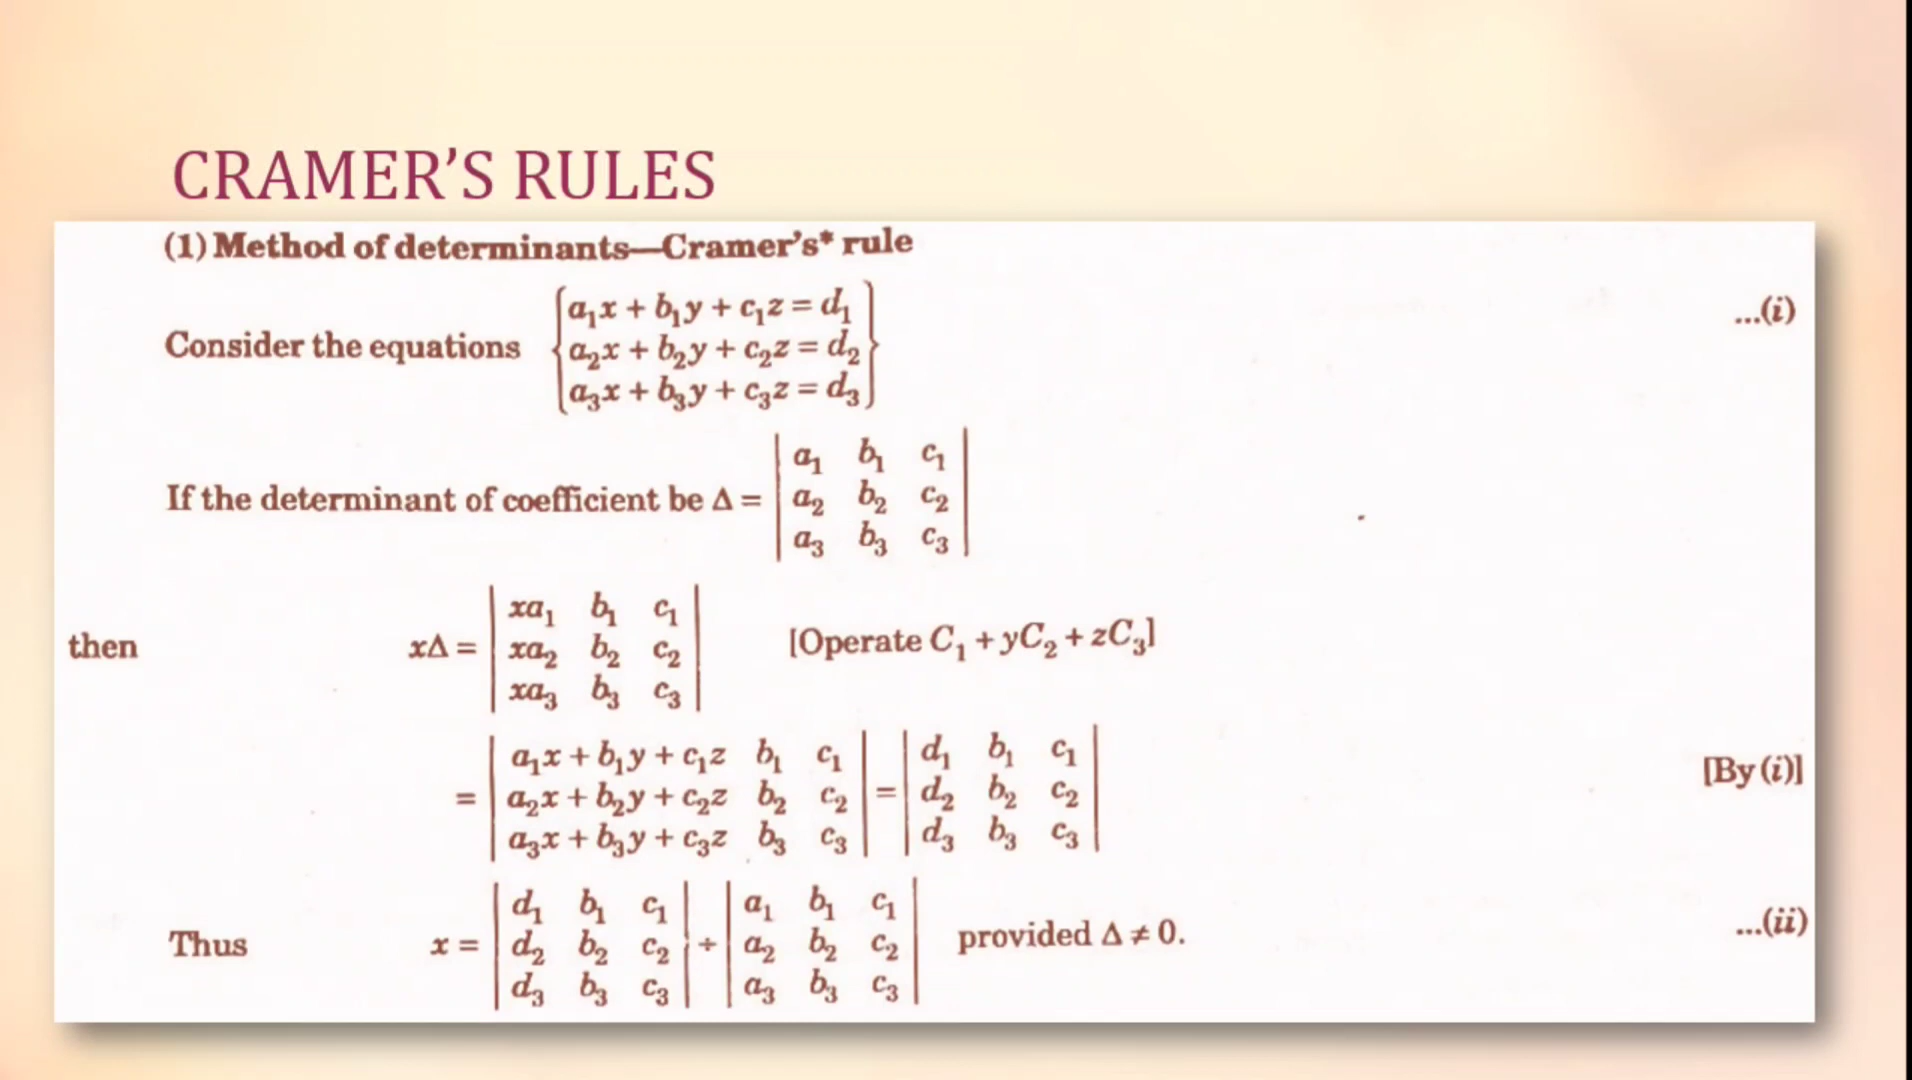 CRAMER'S RULES
(1) Method of determinants—Cramer's* rule
Consider the equations { a₁x + b₁y + c₁z = d₁ } ...(i)
a₂x + b₂y + c₂z = d₂
a₃x + b₃y + c₃z = d₃
If the determinant of coefficient be Δ = | a₁ b₁ c₁ |
| a₂ b₂ c₂ |
| a₃ b₃ c₃ |
then xΔ = | xa₁ b₁ c₁ | [Operate C₁ + yC₂ + zC₃]
| xa₂ b₂ c₂ |
| xa₃ b₃ c₃ |
= | a₁x + b₁y + c₁z b₁ c₁ | = | d₁ b₁ c₁ | [By (i)]
| a₂x + b₂y + c₂z b₂ c₂ | | d₂ b₂ c₂ |
| a₃x + b₃y + c₃z b₃ c₃ | | d₃ b₃ c₃ |
Thus x = | d₁ b₁ c₁ | ÷ | a₁ b₁ c₁ | provided Δ ≠ 0. ...(ii)
| d₂ b₂ c₂ | | a₂ b₂ c₂ |
| d₃ b₃ c₃ | | a₃ b₃ c₃ |